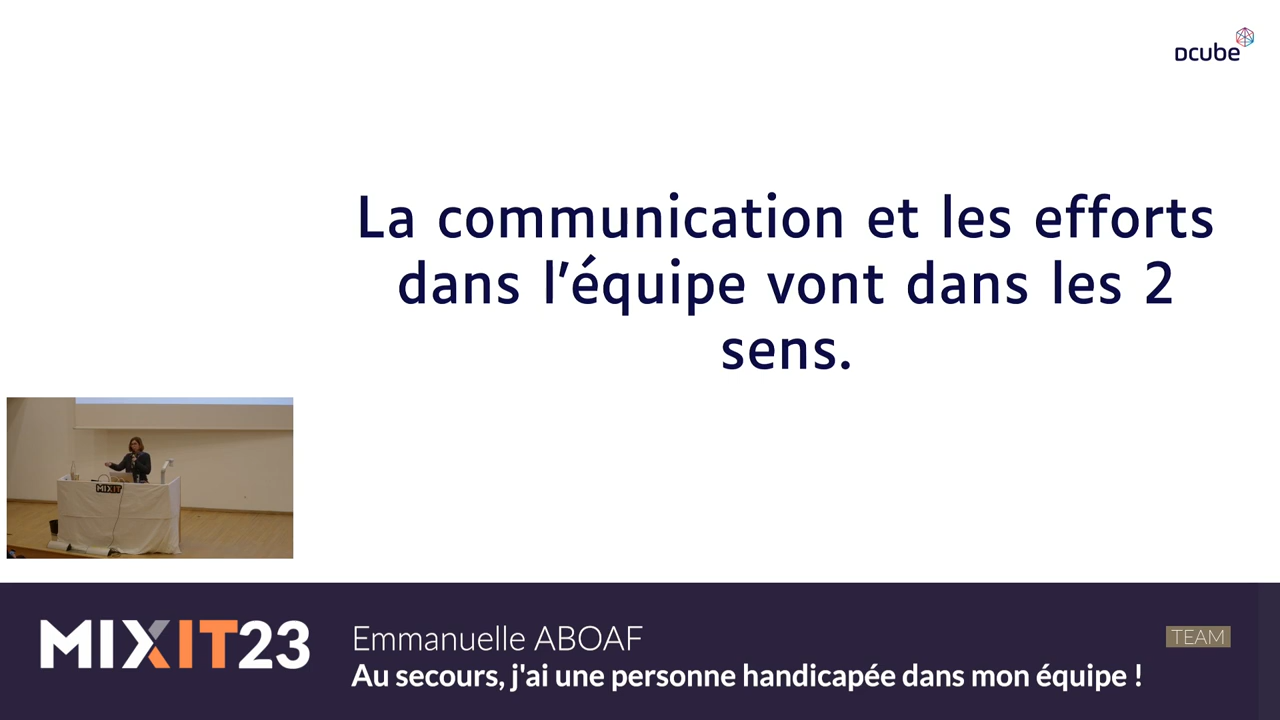 Dcube
La communication et les efforts
dans l'équipe vont dans les 2
sens.
MIXIT
MIXIT23
Emmanuelle ABOAF
TEAM
Au secours, j'ai une personne handicapée dans mon équipe !